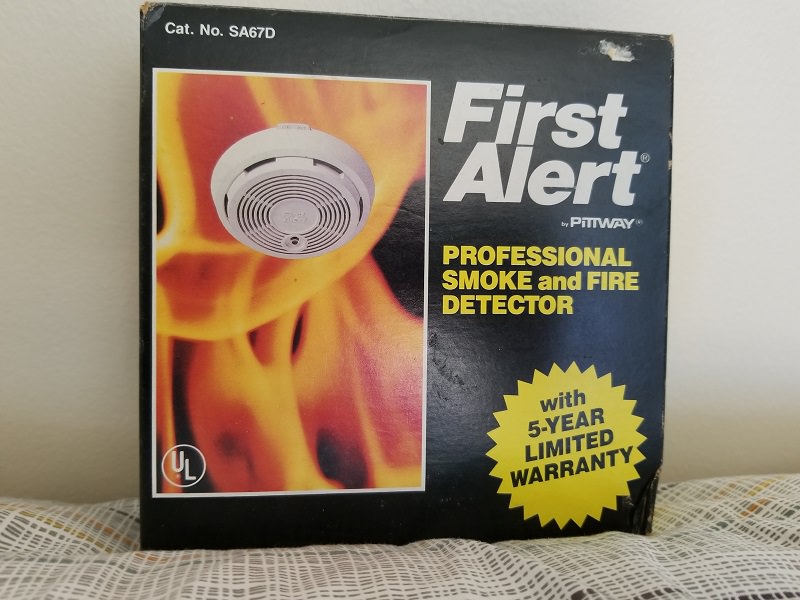 Cat. No. SA67D
First
Alert®
by PITTWAY®
PROFESSIONAL
SMOKE and FIRE
DETECTOR
with
5-YEAR
LIMITED
WARRANTY
UL